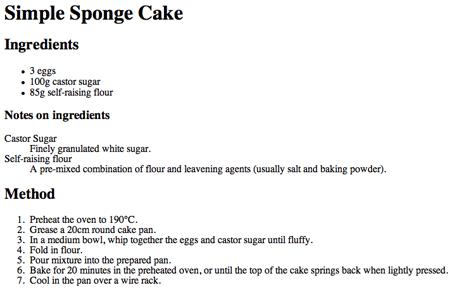 Simple Sponge Cake
Ingredients
• 3 eggs
• 100g castor sugar
• 85g self-raising flour
Notes on ingredients
Castor Sugar
Finely granulated white sugar.
Self-raising flour
A pre-mixed combination of flour and leavening agents (usually salt and baking powder).
Method
1. Preheat the oven to 190°C.
2. Grease a 20cm round cake pan.
3. In a medium bowl, whip together the eggs and castor sugar until fluffy.
4. Fold in flour.
5. Pour mixture into the prepared pan.
6. Bake for 20 minutes in the preheated oven, or until the top of the cake springs back when lightly pressed.
7. Cool in the pan over a wire rack.